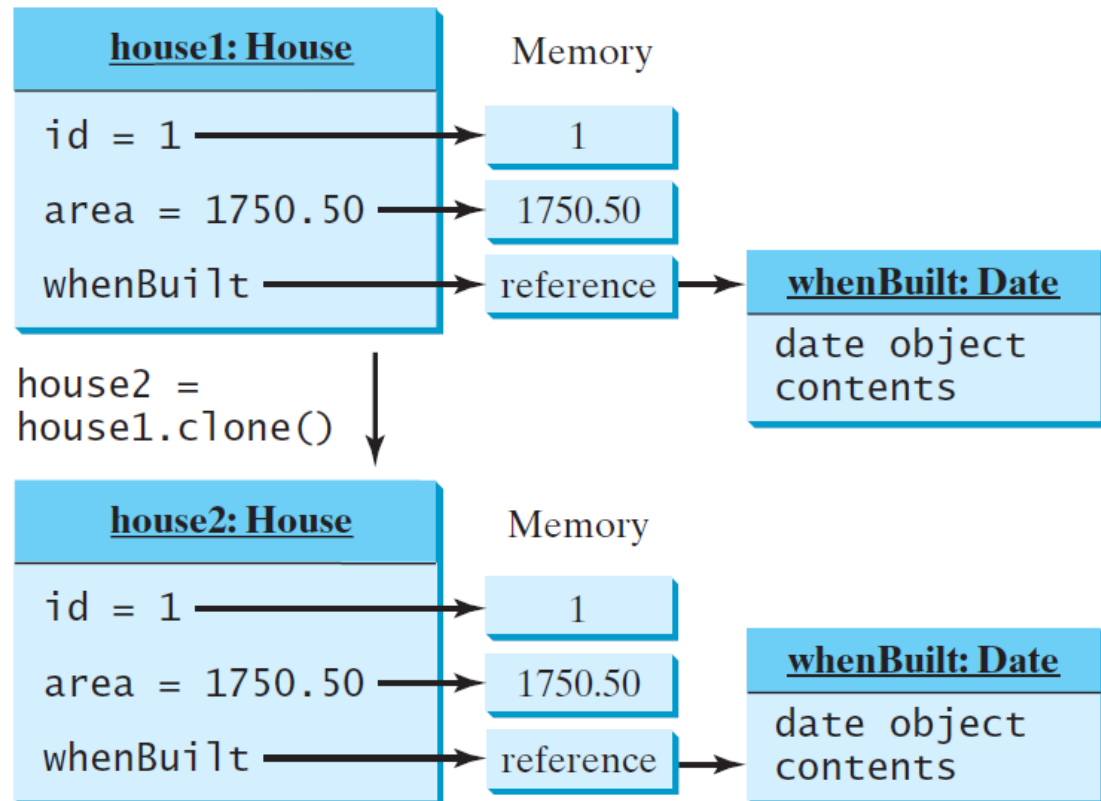 house1: House
Memory
id = 1
1
area = 1750.50
1750.50
whenBuilt
reference
whenBuilt: Date
date object
contents
house2 =
house1.clone()
house2: House
Memory
id = 1
1
area = 1750.50
1750.50
whenBuilt
reference
whenBuilt: Date
date object
contents